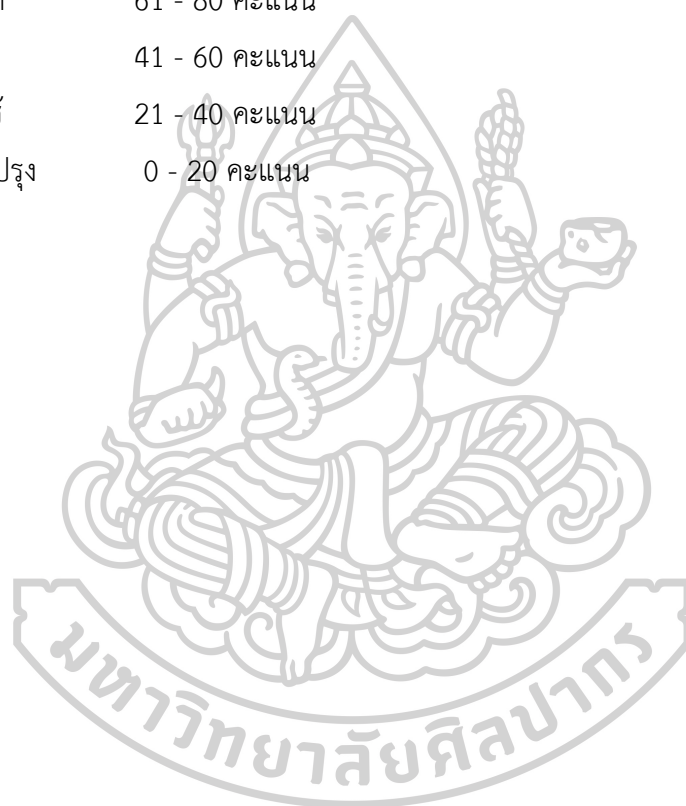 61 - 80 คะแนน
41 - 60 คะแนน
21 - 40 คะแนน
ปรุง 0 - 20 คะแนน
มหาวิทยาลัยศิลปากร